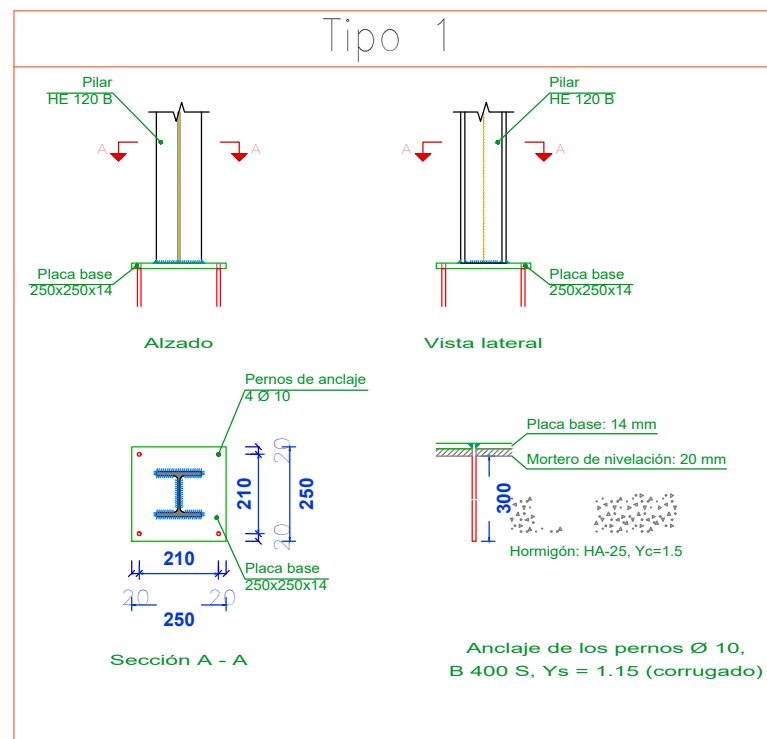 Tipo 1
Pilar
HE 120 B
A
A
Placa base
250x250x14
Alzado
Pilar
HE 120 B
A
A
Placa base
250x250x14
Vista lateral
Pernos de anclaje
4 Ø 10
20
210
250
20
Placa base
250x250x14
210
20
20
250
Sección A - A
Placa base: 14 mm
Mortero de nivelación: 20 mm
300
Hormigón: HA-25, Yc=1.5
Anclaje de los pernos Ø 10,
B 400 S, Ys = 1.15 (corrugado)